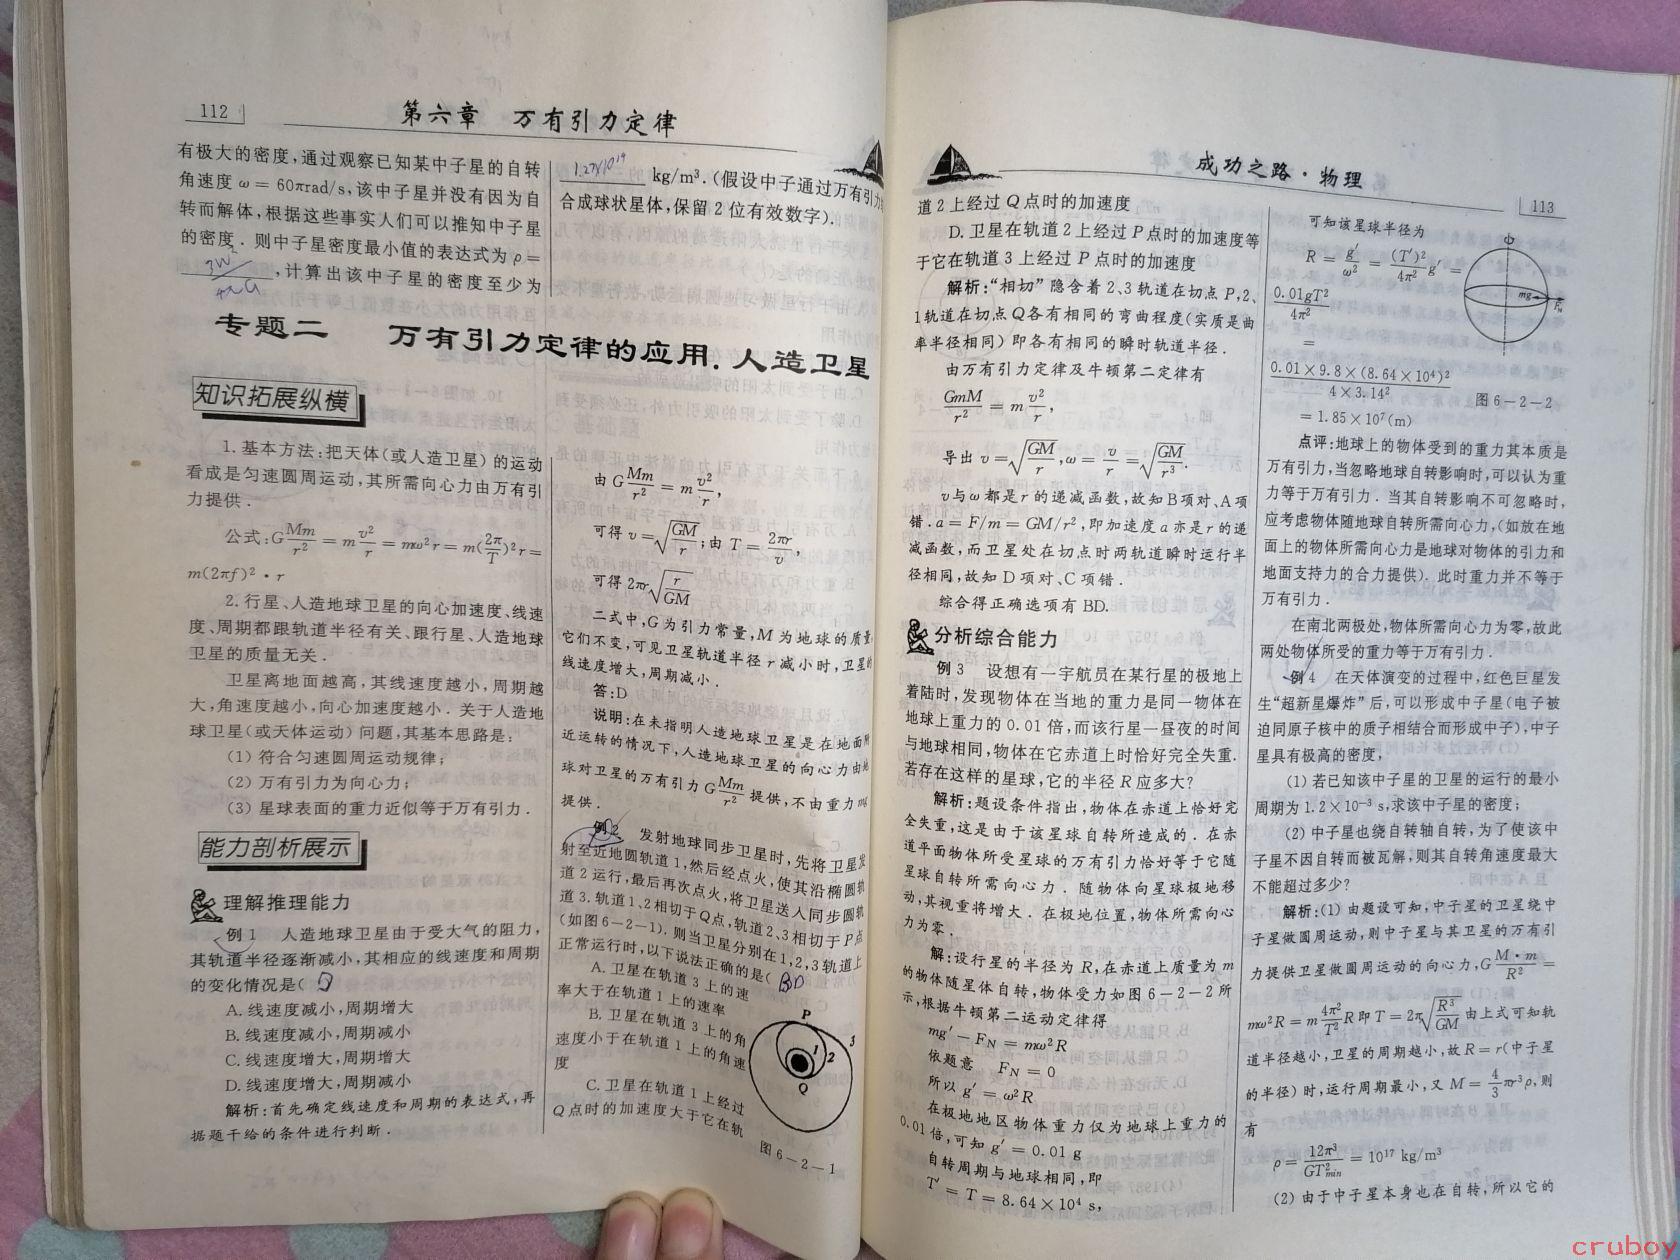 112
第六章 万有引力定律
有极大的密度,通过观察已知某中子星的自转
角速度 ω = 60πrad/s,该中子星并没有因为自
转而解体,根据这些事实人们可以推知中子星
的密度. 则中子星密度最小值的表达式为 ρ =
,计算出该中子星的密度至少为
kg/m³. (假设中子通过万有引力
合成球状星体,保留 2 位有效数字).
专题二 万有引力定律的应用.人造卫星
知识拓展纵横
1. 基本方法:把天体(或人造卫星)的运动
看成是匀速圆周运动,其所需向心力由万有引
力提供.
公式:G Mm/r² = m v²/r = mω²r = m(2π/T)²r =
m(2πf)²·r
2. 行星、人造地球卫星的向心加速度、线速
度、周期都跟轨道半径有关、跟行星、人造地球
卫星的质量无关.
卫星离地面越高,其线速度越小,周期越
大,角速度越小,向心加速度越小. 关于人造地
球卫星(或天体运动)问题,其基本思路是:
(1) 符合匀速圆周运动规律;
(2) 万有引力为向心力;
(3) 星球表面的重力近似等于万有引力.
能力剖析展示
理解推理能力
例 1 人造地球卫星由于受大气的阻力,
其轨道半径逐渐减小,其相应的线速度和周期
的变化情况是( D
A. 线速度减小,周期增大
B. 线速度减小,周期减小
C. 线速度增大,周期增大
D. 线速度增大,周期减小
解析:首先确定线速度和周期的表达式,再
据题干给的条件进行判断.
由 G Mm/r² = m v²/r,
可得 v=√(GM/r);由 T = 2πr/v,
可得 2πr√(r/GM)
二式中,G 为引力常量,M 为地球的质量
它们不变,可见卫星轨道半径 r 减小时,卫星的
线速度增大,周期减小.
答:D
说明:在未指明人造地球卫星是在地面附
近运转的情况下,人造地球卫星的向心力由地
球对卫星的万有引力 G Mm/r² 提供,不由重力 mg
提供.
例 2 发射地球同步卫星时,先将卫星发
射至近地圆轨道 1,然后经点火,使其沿椭圆轨
道 2 运行,最后再次点火,将卫星送入同步圆轨
道 3. 轨道 1、2 相切于 Q 点,轨道 2、3 相切于 P 点
(如图 6-2-1). 则当卫星分别在 1,2,3 轨道上
正常运行时,以下说法正确的是( BD
A. 卫星在轨道 3 上的速
率大于在轨道 1 上的速率
B. 卫星在轨道 3 上的角
速度小于在轨道 1 上的角速
度
C. 卫星在轨道 1 上经过
Q 点时的加速度大于它在轨
P
1
2
3
Q
图 6-2-1
成功之路·物理
113
道 2 上经过 Q 点时的加速度
D. 卫星在轨道 2 上经过 P 点时的加速度等
于它在轨道 3 上经过 P 点时的加速度
解析:“相切”隐含着 2、3 轨道在切点 P,2、
1 轨道在切点 Q 各有相同的弯曲程度(实质是曲
率半径相同)即各有相同的瞬时轨道半径.
由万有引力定律及牛顿第二定律有
GmM/r² = m v²/r,
导出 v=√(GM/r),ω=v/r=√(GM/r³).
v 与 ω 都是 r 的递减函数,故知 B 项对、A 项
错. a = F/m = GM/r²,即加速度 a 亦是 r 的递
减函数,而卫星处在切点时两轨道瞬时运行半
径相同,故知 D 项对、C 项错.
综合得正确选项有 BD.
分析综合能力
例 3 设想有一宇航员在某行星的极地上
着陆时,发现物体在当地的重力是同一物体在
地球上重力的 0.01 倍,而该行星一昼夜的时间
与地球相同,物体在它赤道上时恰好完全失重.
若存在这样的星球,它的半径 R 应多大?
解析:题设条件指出,物体在赤道上恰好完
全失重,这是由于该星球自转所造成的. 在赤
道平面物体所受星球的万有引力恰好等于它随
星球自转所需向心力. 随物体向星球极地移
动,其视重将增大. 在极地位置,物体所需向心
力为零.
解:设行星的半径为 R,在赤道上质量为 m
的物体随星体自转,物体受力如图 6-2-2 所
示,根据牛顿第二运动定律得
mg′ - F_N = mω²R
依题意 F_N = 0
所以 g′ = ω²R
在极地地区物体重力仅为地球上重力的
0.01 倍,可知 g′ = 0.01 g
自转周期与地球相同,即
T′ = T = 8.64×10⁴ s,
可知该星球半径为
R = g′/ω² = (T′)²/4π² g′ =
0.01gT²/4π²
=
0.01×9.8×(8.64×10⁴)²/4×3.14²
= 1.85×10⁷(m)
mg
F_N
图 6-2-2
点评:地球上的物体受到的重力其本质是
万有引力,当忽略地球自转影响时,可以认为重
力等于万有引力. 当其自转影响不可忽略时,
应考虑物体随地球自转所需向心力,(如放在地
面上的物体所需向心力是地球对物体的引力和
地面支持力的合力提供). 此时重力并不等于
万有引力.
在南北两极处,物体所需向心力为零,故此
两处物体所受的重力等于万有引力.
例 4 在天体演变的过程中,红色巨星发
生“超新星爆炸”后,可以形成中子星(电子被
迫同原子核中的质子相结合而形成中子),中子
星具有极高的密度,
(1) 若已知该中子星的卫星的运行的最小
周期为 1.2×10⁻³ s,求该中子星的密度;
(2) 中子星也绕自转轴自转,为了使该中
子星不因自转而被瓦解,则其自转角速度最大
不能超过多少?
解析:(1) 由题设可知,中子星的卫星绕中
子星做圆周运动,则中子星与其卫星的万有引
力提供卫星做圆周运动的向心力,G M·m/R² =
mω²R = m 4π²/T² R 即 T = 2π√(R³/GM) 由上式可知轨
道半径越小,卫星的周期越小,故 R = r(中子星
的半径)时,运行周期最小,又 M = 4/3 πr³ρ,则
有
ρ = 12π³/GT²min = 10¹⁷ kg/m³
(2) 由于中子星本身也在自转,所以它的
cruboy